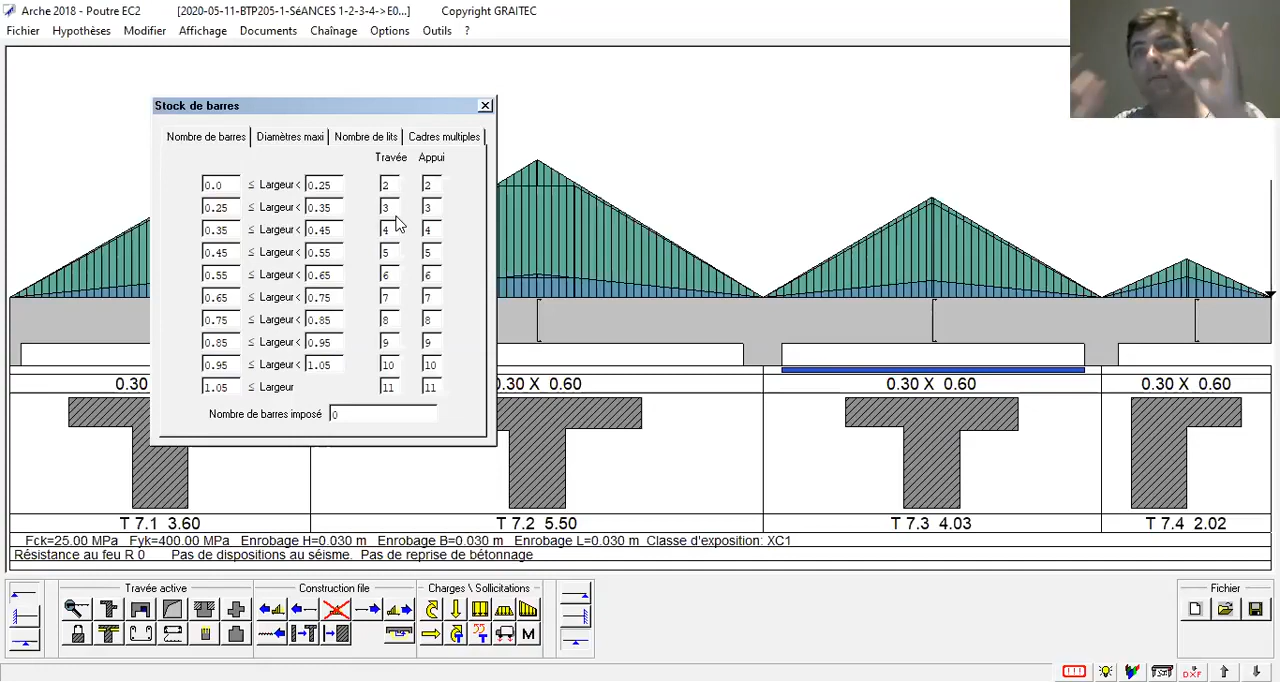 Arche 2018 - Poutre EC2 [2020-05-11-BTP205-1-SéANCES 1-2-3-4->E0...] Copyright GRAITEC
Fichier Hypothèses Modifier Affichage Documents Chaînage Options Outils ?
Stock de barres
Nombre de barres Diamètres maxi Nombre de lits Cadres multiples
Travée Appui
0.0 ≤ Largeur < 0.25 2 2
0.25 ≤ Largeur < 0.35 3 3
0.35 ≤ Largeur < 0.45 4 4
0.45 ≤ Largeur < 0.55 5 5
0.55 ≤ Largeur < 0.65 6 6
0.65 ≤ Largeur < 0.75 7 7
0.75 ≤ Largeur < 0.85 8 8
0.85 ≤ Largeur < 0.95 9 9
0.95 ≤ Largeur < 1.05 10 10
1.05 ≤ Largeur 11 11
Nombre de barres imposé 0
0.30 0.30 X 0.60 0.30 X 0.60 0.30 X 0.60
T 7.1 3.60 T 7.2 5.50 T 7.3 4.03 T 7.4 2.02
Fck=25.00 MPa Fyk=400.00 MPa Enrobage H=0.030 m Enrobage B=0.030 m Enrobage L=0.030 m Classe d'exposition: XC1
Résistance au feu R 0 Pas de dispositions au séisme. Pas de reprise de bétonnage
Travée active Construction file Charges \ Sollicitations Fichier
M
DXF